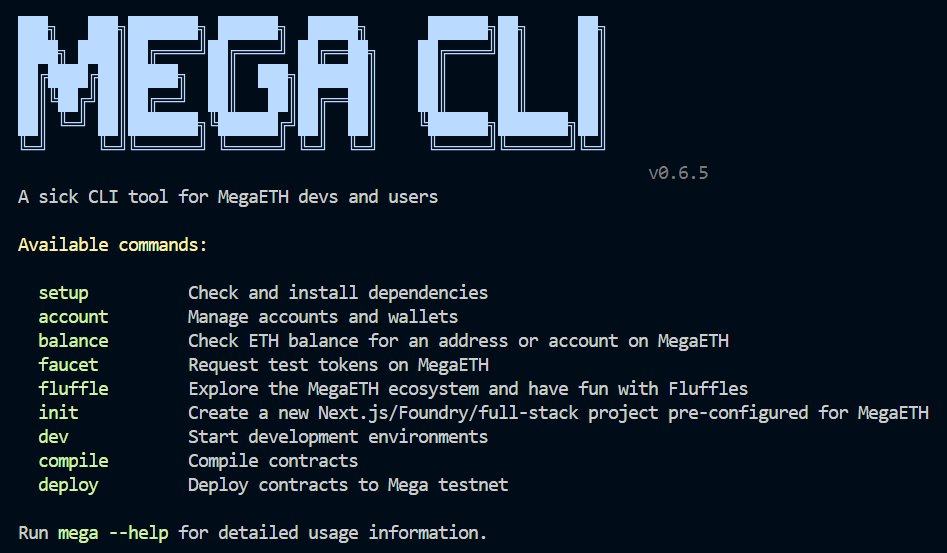 MEGA CLI
v0.6.5
A sick CLI tool for MegaETH devs and users
Available commands:
setup Check and install dependencies
account Manage accounts and wallets
balance Check ETH balance for an address or account on MegaETH
faucet Request test tokens on MegaETH
fluffle Explore the MegaETH ecosystem and have fun with Fluffles
init Create a new Next.js/Foundry/full-stack project pre-configured for MegaETH
dev Start development environments
compile Compile contracts
deploy Deploy contracts to Mega testnet
Run mega --help for detailed usage information.